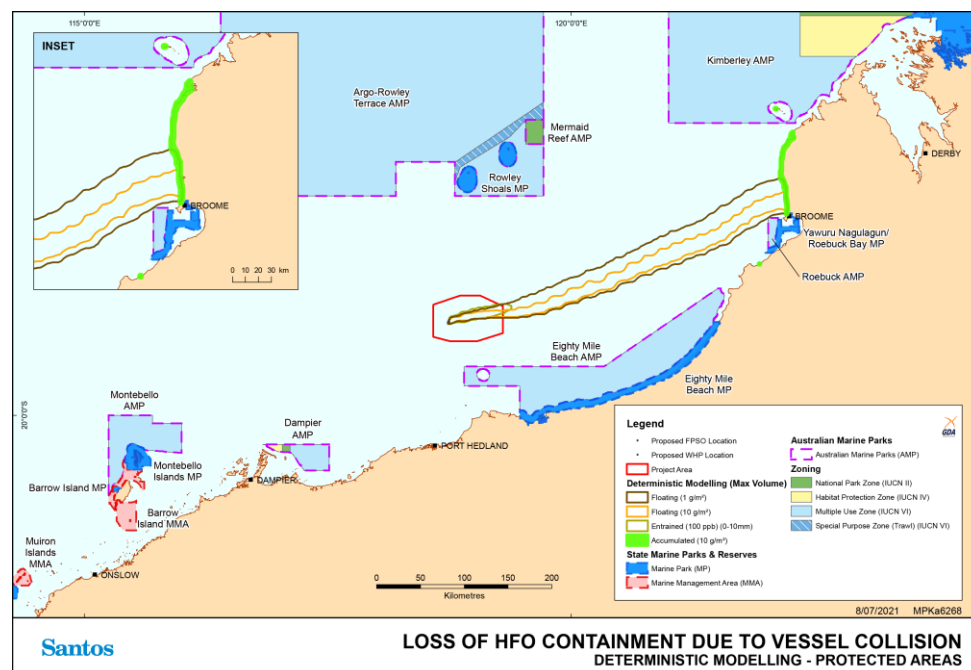 115°0'0"E
120°0'0"E
INSET
BROOME
0 10 20 30 km
Argo-Rowley
Terrace AMP
Mermaid
Reef AMP
Rowley
Shoals MP
Kimberley AMP
DERBY
BROOME
Yawuru Nagulagun/
Roebuck Bay MP
Roebuck AMP
Eighty Mile
Beach AMP
Eighty Mile
Beach MP
20°0'0"S
Montebello
AMP
Montebello
Islands MP
Barrow Island MP
Barrow
Island MMA
Muiron
Islands
MMA
Dampier
AMP
DAMPIER
PORT HEDLAND
ONSLOW
0 50 100 150 200
Kilometres
Legend
Proposed FPSO Location
Proposed WHP Location
Project Area
Deterministic Modelling (Max Volume)
Floating (1 g/m²)
Floating (10 g/m²)
Entrained (100 ppb) (0-10mm)
Accumulated (10 g/m²)
State Marine Parks & Reserves
Marine Park (MP)
Marine Management Area (MMA)
GDA
Australian Marine Parks
Australian Marine Parks (AMP)
Zoning
National Park Zone (IUCN II)
Habitat Protection Zone (IUCN IV)
Multiple Use Zone (IUCN VI)
Special Purpose Zone (Trawl) (IUCN VI)
8/07/2021 MPKa6268
Santos
LOSS OF HFO CONTAINMENT DUE TO VESSEL COLLISION
DETERMINISTIC MODELLING - PROTECTED AREAS